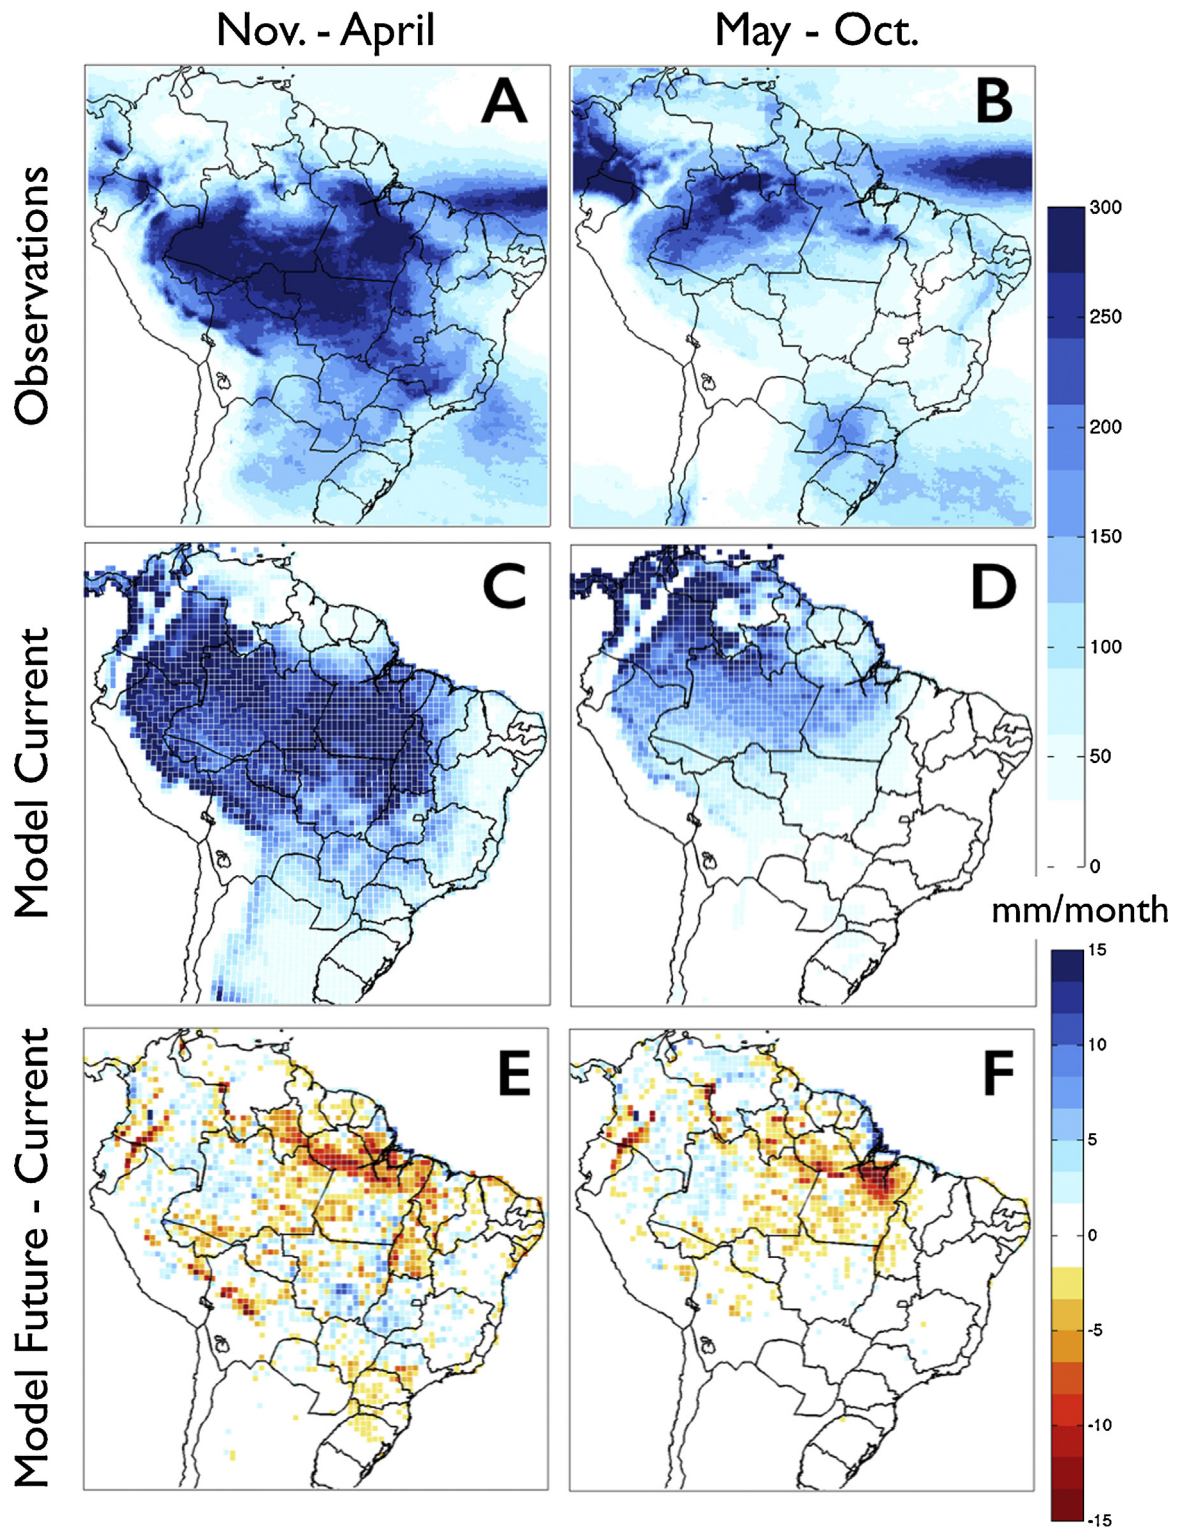 Nov. - April
May - Oct.
Observations
A
B
300
250
200
150
100
50
0
mm/month
Model Current
C
D
Model Future - Current
E
F
15
10
5
0
-5
-10
-15